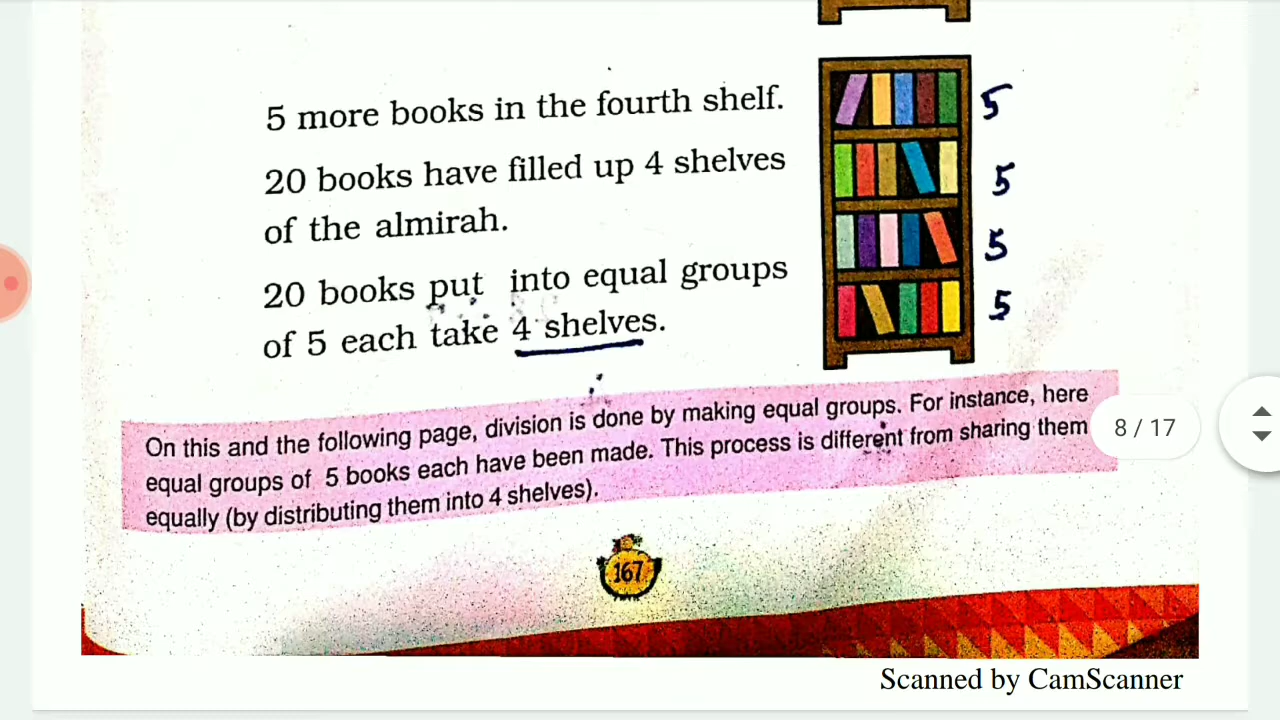 5 more books in the fourth shelf.
5
20 books have filled up 4 shelves
5
of the almirah.
5
20 books put into equal groups
5
of 5 each take 4 shelves.
On this and the following page, division is done by making equal groups. For instance, here
equal groups of 5 books each have been made. This process is different from sharing them
equally (by distributing them into 4 shelves).
8 / 17
167
Scanned by CamScanner